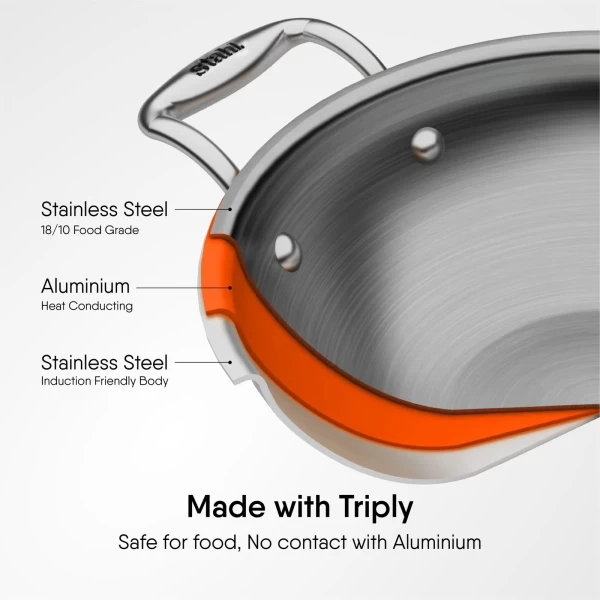 stahl
Stainless Steel
18/10 Food Grade
Aluminium
Heat Conducting
Stainless Steel
Induction Friendly Body
Made with Triply
Safe for food, No contact with Aluminium